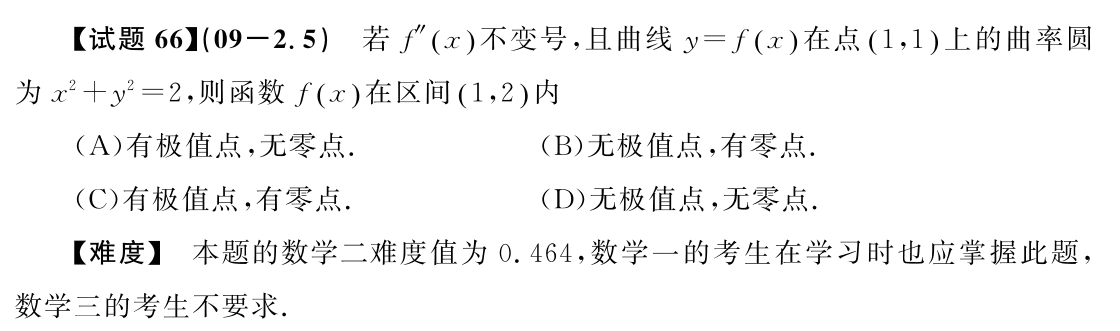 【试题 66】(09－2.5) 若 f″(x)不变号,且曲线 y=f(x)在点(1,1)上的曲率圆
为 x²+y²=2,则函数 f(x)在区间(1,2)内
(A)有极值点,无零点. (B)无极值点,有零点.
(C)有极值点,有零点. (D)无极值点,无零点.
【难度】 本题的数学二难度值为 0.464,数学一的考生在学习时也应掌握此题,
数学三的考生不要求.